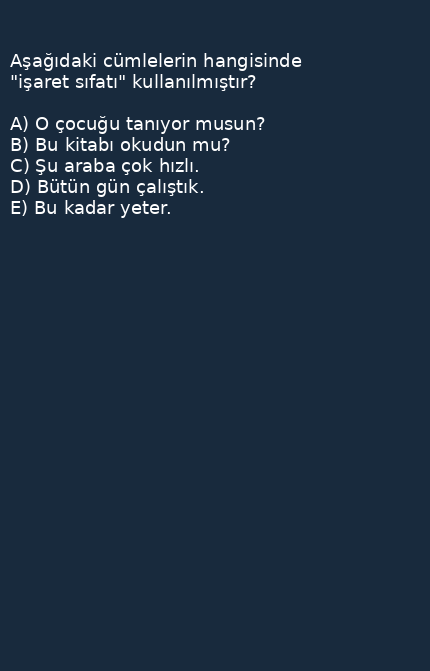 Aşağıdaki cümlelerin hangisinde
"işaret sıfatı" kullanılmıştır?
A) O çocuğu tanıyor musun?
B) Bu kitabı okudun mu?
C) Şu araba çok hızlı.
D) Bütün gün çalıştık.
E) Bu kadar yeter.